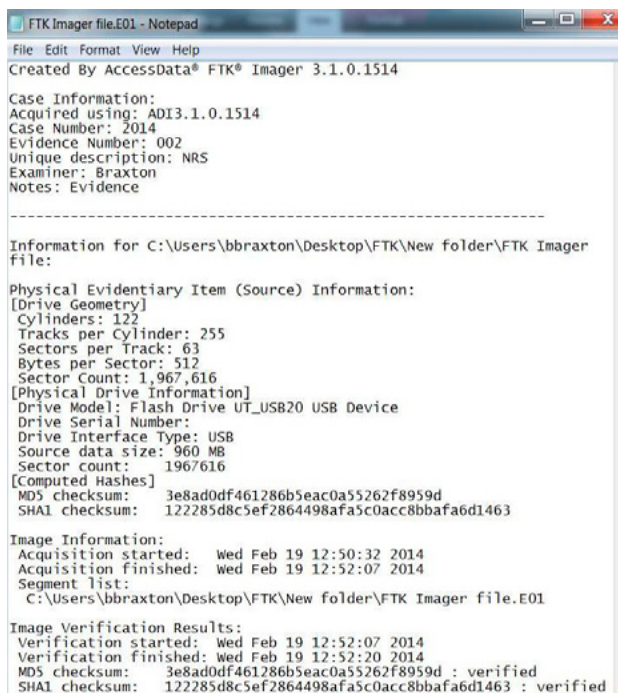 FTK Imager file.E01 - Notepad
File Edit Format View Help
Created By AccessData® FTK® Imager 3.1.0.1514
Case Information:
Acquired using: ADI3.1.0.1514
Case Number: 2014
Evidence Number: 002
Unique description: NRS
Examiner: Braxton
Notes: Evidence
--------------------------------------------------------------
Information for C:\Users\bbraxton\Desktop\FTK\New folder\FTK Imager
file:
Physical Evidentiary Item (Source) Information:
[Drive Geometry]
Cylinders: 122
Tracks per Cylinder: 255
Sectors per Track: 63
Bytes per Sector: 512
Sector Count: 1,967,616
[Physical Drive Information]
Drive Model: Flash Drive UT_USB20 USB Device
Drive Serial Number:
Drive Interface Type: USB
Source data size: 960 MB
Sector count: 1967616
[Computed Hashes]
MD5 checksum: 3e8ad0df461286b5eac0a55262f8959d
SHA1 checksum: 122285d8c5ef2864498afa5c0acc8bbafa6d1463
Image Information:
Acquisition started: Wed Feb 19 12:50:32 2014
Acquisition finished: Wed Feb 19 12:52:07 2014
Segment list:
C:\Users\bbraxton\Desktop\FTK\New folder\FTK Imager file.E01
Image Verification Results:
Verification started: Wed Feb 19 12:52:07 2014
Verification finished: Wed Feb 19 12:52:20 2014
MD5 checksum: 3e8ad0df461286b5eac0a55262f8959d : verified
SHA1 checksum: 122285d8c5ef2864498afa5c0acc8bbafa6d1463 : verified